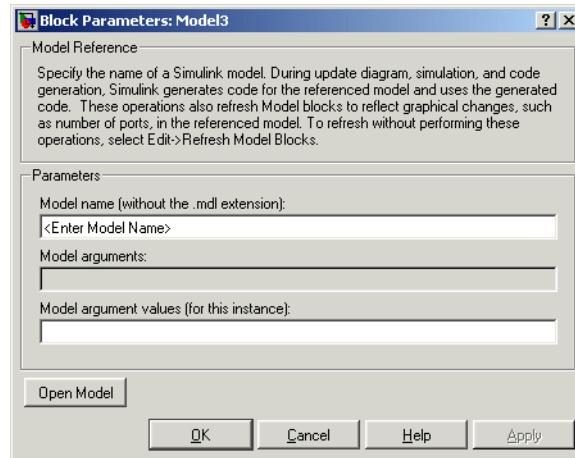 Block Parameters: Model3
Model Reference
Specify the name of a Simulink model. During update diagram, simulation, and code
generation, Simulink generates code for the referenced model and uses the generated
code. These operations also refresh Model blocks to reflect graphical changes, such
as number of ports, in the referenced model. To refresh without performing these
operations, select Edit->Refresh Model Blocks.
Parameters
Model name (without the .mdl extension):
<Enter Model Name>
Model arguments:
Model argument values (for this instance):
Open Model
OK Cancel Help Apply